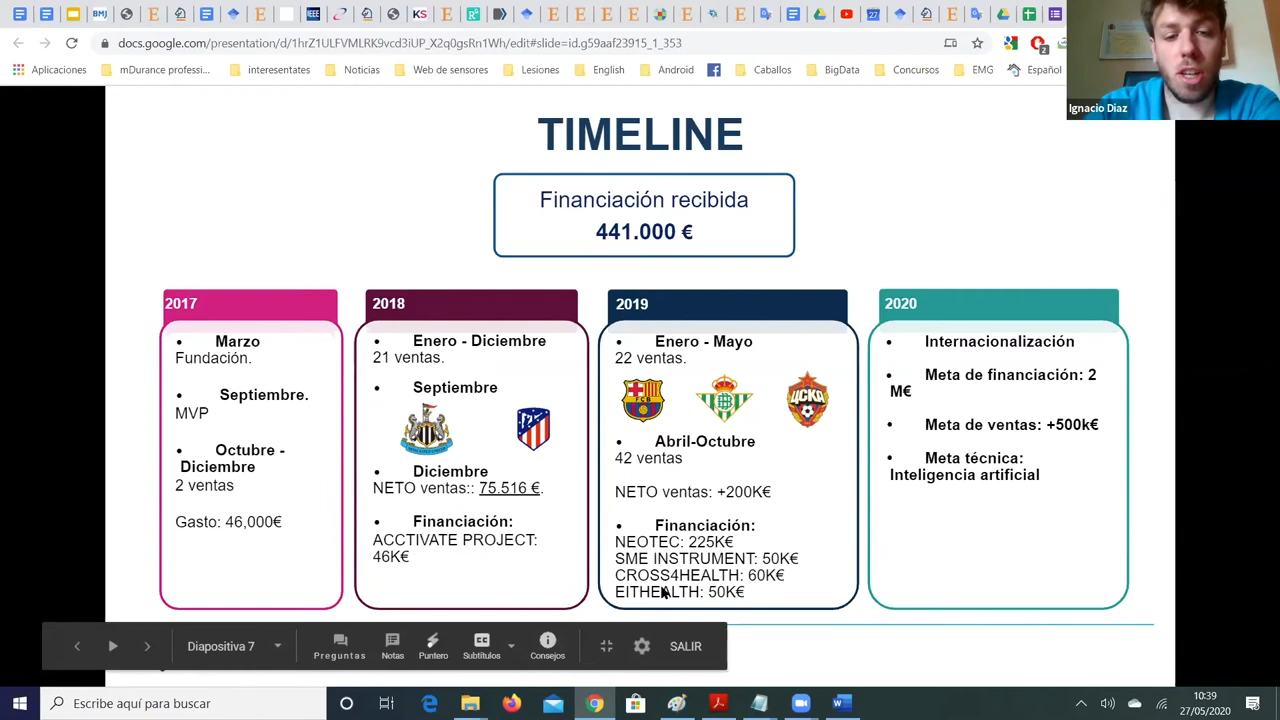 docs.google.com/presentation/d/1hZ1ULFVMLBK9vcd3iUP_X2q0gsRn1Wh/edit#slide=id.g59aaf23915_1_353
Aplicaciones
mDurance professi...
interesentates
Noticias
Web de sensores
Lesiones
English
Android
Caballos
BigData
Concursos
EMG
Español
Ignacio Diaz
TIMELINE
Financiación recibida
441.000 €
2017
• Marzo
Fundación.
• Septiembre.
MVP
• Octubre -
Diciembre
2 ventas
Gasto: 46,000€
2018
• Enero - Diciembre
21 ventas.
• Septiembre
• Diciembre
NETO ventas:: 75.516 €.
• Financiación:
ACCTIVATE PROJECT:
46K€
2019
• Enero - Mayo
22 ventas.
• Abril-Octubre
42 ventas
NETO ventas: +200K€
• Financiación:
NEOTEC: 225K€
SME INSTRUMENT: 50K€
CROSS4HEALTH: 60K€
EITHEALTH: 50K€
2020
• Internacionalización
• Meta de financiación: 2
M€
• Meta de ventas: +500k€
• Meta técnica:
Inteligencia artificial
Diapositiva 7
Preguntas
Notas
Puntero
Subtítulos
Consejos
SALIR
Escribe aquí para buscar
10:39
27/05/2020